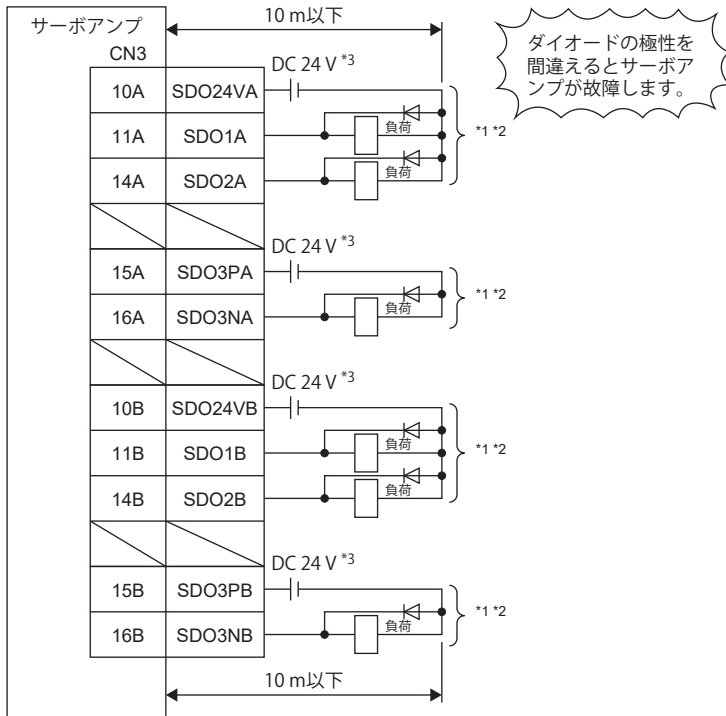 サーボアンプ
10 m以下
ダイオードの極性を
間違えるとサーボア
ンプが故障します。
CN3
DC 24 V *3
10A SDO24VA
負荷
*1 *2
11A SDO1A
負荷
14A SDO2A
DC 24 V *3
15A SDO3PA
負荷
*1 *2
16A SDO3NA
DC 24 V *3
10B SDO24VB
負荷
*1 *2
11B SDO1B
負荷
14B SDO2B
DC 24 V *3
15B SDO3PB
負荷
*1 *2
16B SDO3NB
10 m以下